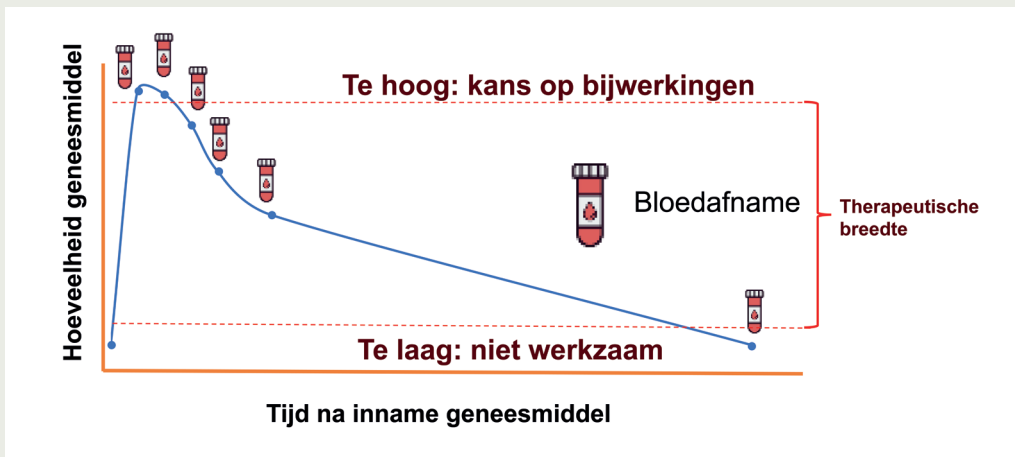 Hoeveelheid geneesmiddel
Te hoog: kans op bijwerkingen
Bloedafname
Therapeutische
breedte
Te laag: niet werkzaam
Tijd na inname geneesmiddel